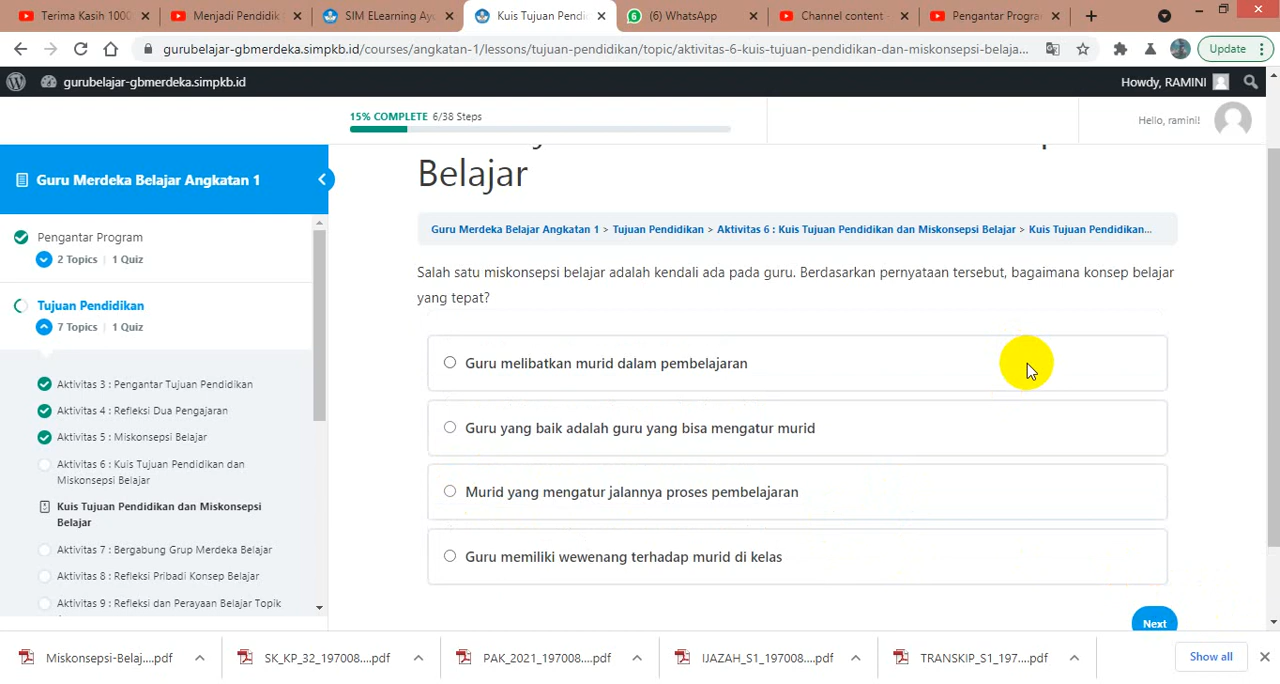 Terima Kasih 1000
Menjadi Pendidik
SIM ELearning Ay
Kuis Tujuan Pendi
(6) WhatsApp
Channel content -
Pengantar Progra
gurubelajar-gbmerdeka.simpkb.id/courses/angkatan-1/lessons/tujuan-pendidikan/topic/aktivitas-6-kuis-tujuan-pendidikan-dan-miskonsepsi-belaja...
Update
gurubelajar-gbmerdeka.simpkb.id
Howdy, RAMINI
15% COMPLETE 6/38 Steps
Hello, ramini!
Guru Merdeka Belajar Angkatan 1
Pengantar Program
2 Topics | 1 Quiz
Tujuan Pendidikan
7 Topics | 1 Quiz
Aktivitas 3 : Pengantar Tujuan Pendidikan
Aktivitas 4 : Refleksi Dua Pengajaran
Aktivitas 5 : Miskonsepsi Belajar
Aktivitas 6 : Kuis Tujuan Pendidikan dan
Miskonsepsi Belajar
Kuis Tujuan Pendidikan dan Miskonsepsi
Belajar
Aktivitas 7 : Bergabung Grup Merdeka Belajar
Aktivitas 8 : Refleksi Pribadi Konsep Belajar
Aktivitas 9 : Refleksi dan Perayaan Belajar Topik
Belajar
Guru Merdeka Belajar Angkatan 1 > Tujuan Pendidikan > Aktivitas 6 : Kuis Tujuan Pendidikan dan Miskonsepsi Belajar > Kuis Tujuan Pendidikan...
Salah satu miskonsepsi belajar adalah kendali ada pada guru. Berdasarkan pernyataan tersebut, bagaimana konsep belajar
yang tepat?
Guru melibatkan murid dalam pembelajaran
Guru yang baik adalah guru yang bisa mengatur murid
Murid yang mengatur jalannya proses pembelajaran
Guru memiliki wewenang terhadap murid di kelas
Next
Miskonsepsi-Belaj....pdf
SK_KP_32_197008....pdf
PAK_2021_197008....pdf
IJAZAH_S1_197008....pdf
TRANSKIP_S1_197....pdf
Show all